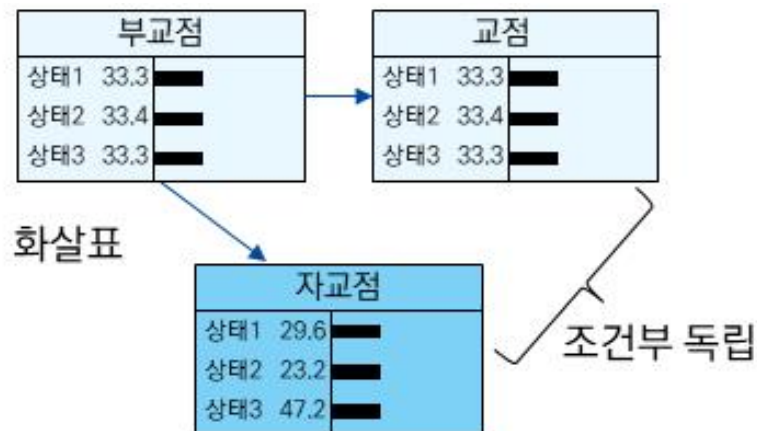 부교점
상태1 33.3
상태2 33.4
상태3 33.3
교점
상태1 33.3
상태2 33.4
상태3 33.3
화살표
자교점
상태1 29.6
상태2 23.2
상태3 47.2
조건부 독립